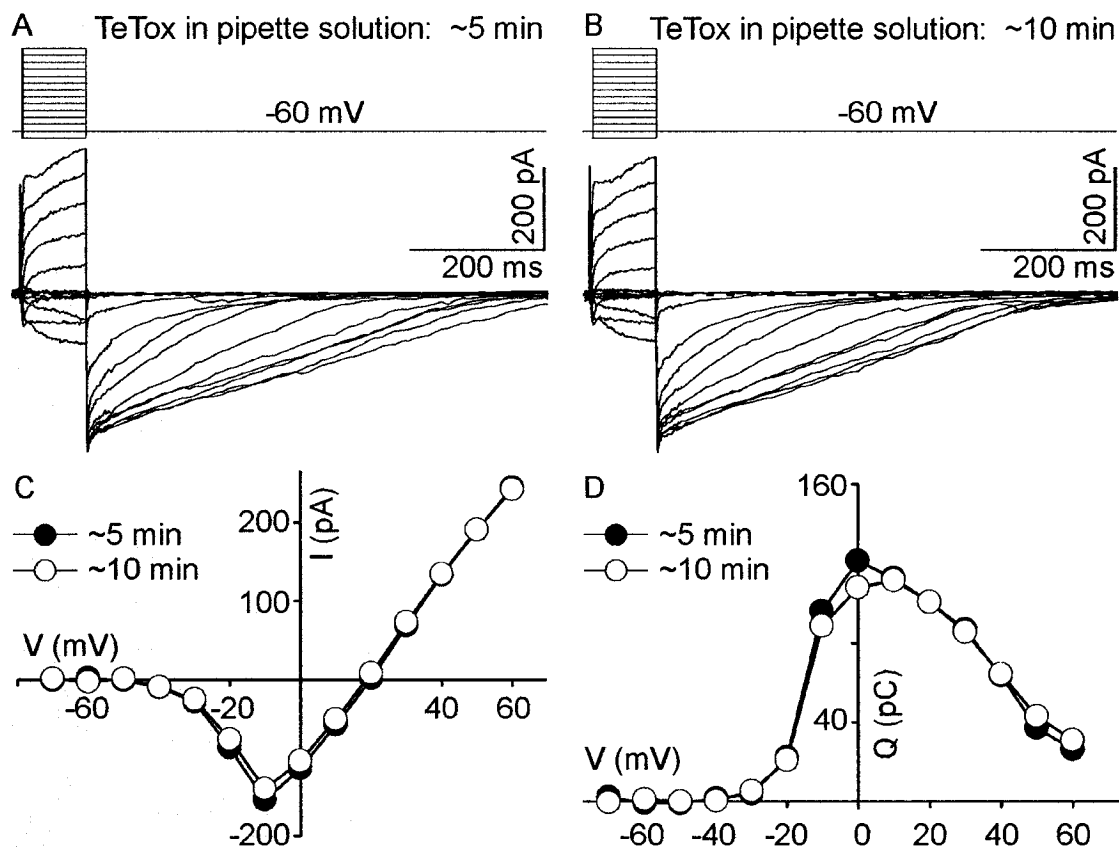 A TeTox in pipette solution: ~5 min
-60 mV
200 pA
200 ms
B TeTox in pipette solution: ~10 min
-60 mV
200 pA
200 ms
C
~5 min
~10 min
I (pA)
200
100
V (mV)
-60
-20
40
60
-200
D
~5 min
~10 min
160
40
Q (pC)
V (mV)
-60
-40
-20
0
20
40
60